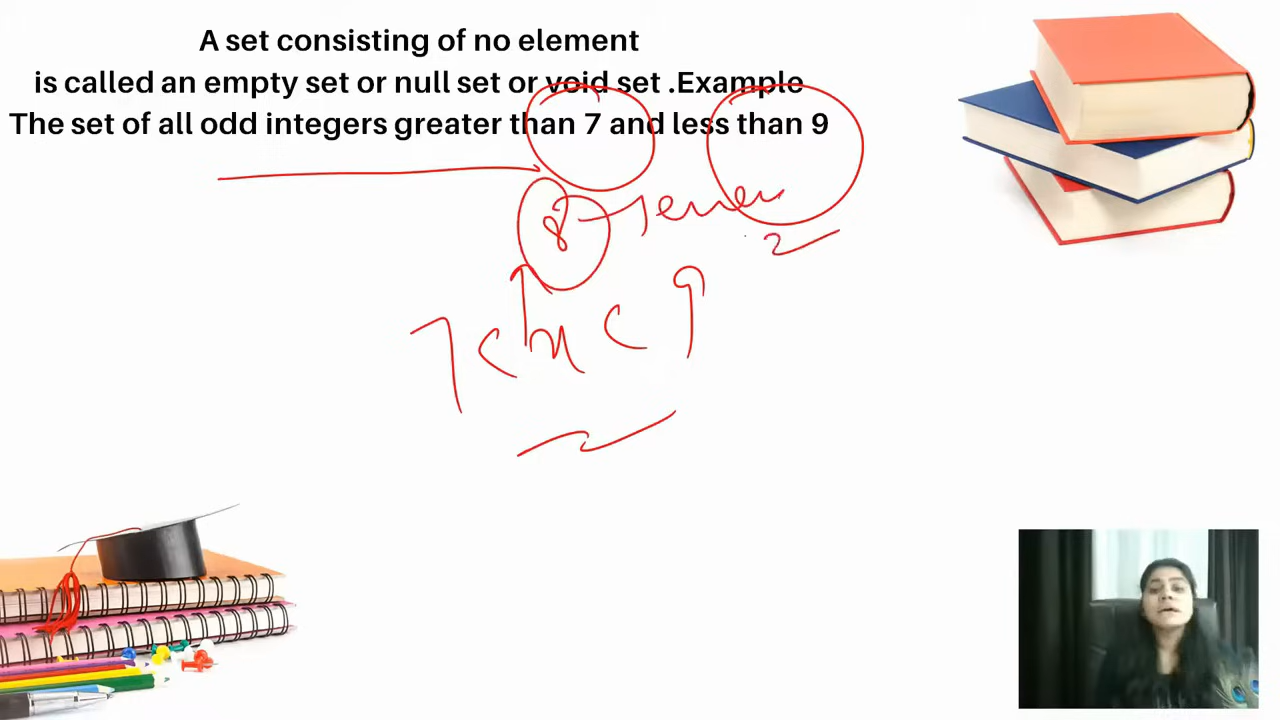 A set consisting of no element
is called an empty set or null set or void set .Example
The set of all odd integers greater than 7 and less than 9
8
7 < x < 9